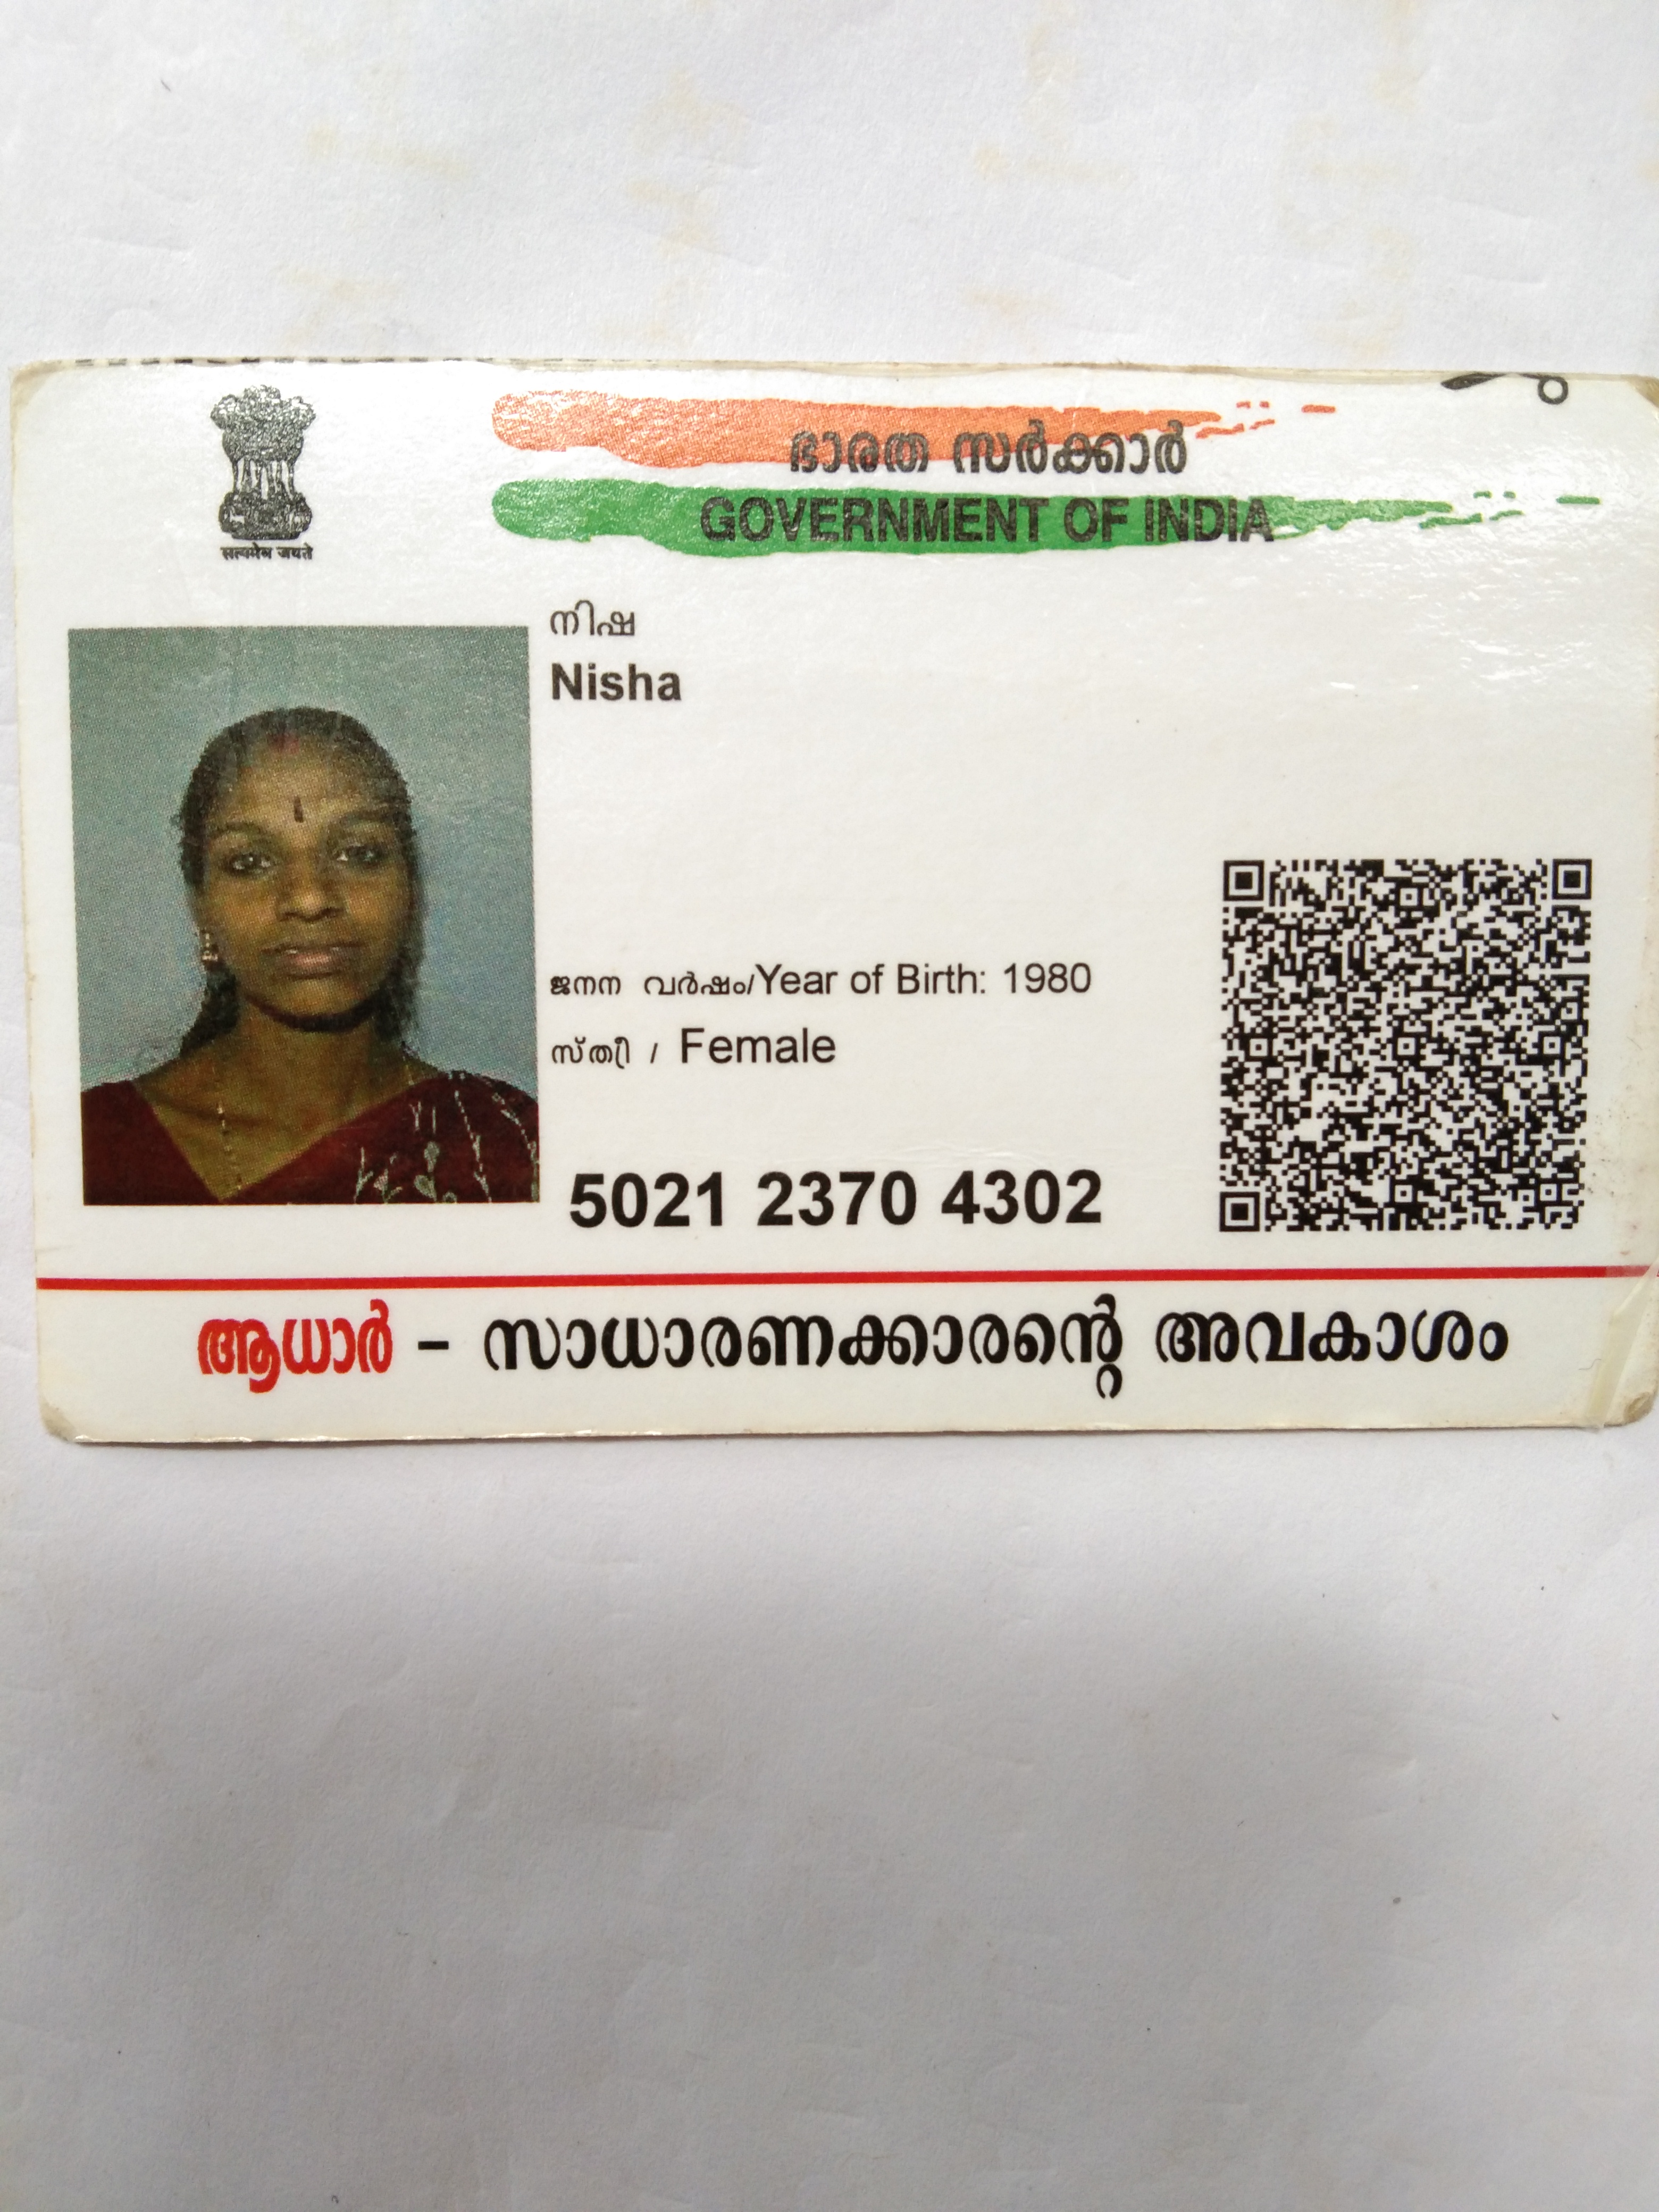 ഭാരത സർക്കാർ
GOVERNMENT OF INDIA
सत्यमेव जयते
നിഷ
Nisha
ജനന വർഷം/Year of Birth: 1980
സ്ത്രീ / Female
5021 2370 4302
ആധാർ - സാധാരണക്കാരന്റെ അവകാശം